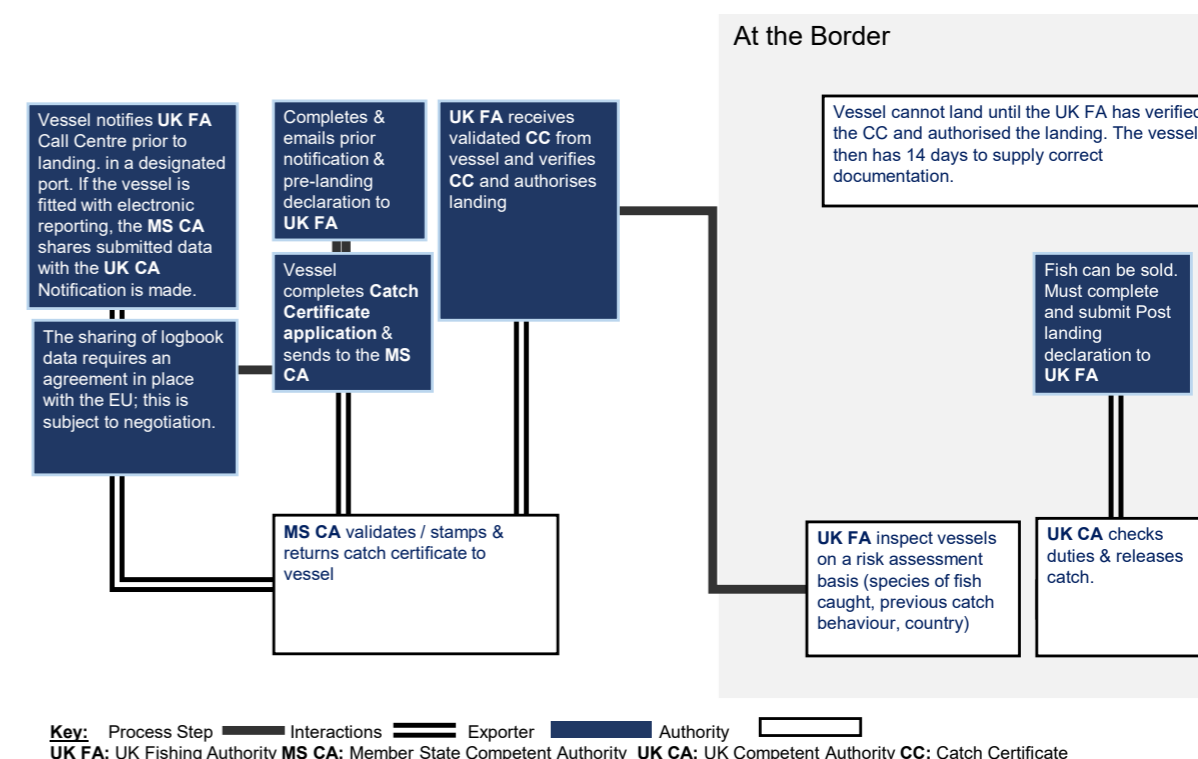 At the Border
Vessel notifies UK FA
Call Centre prior to
landing. in a designated
port. If the vessel is
fitted with electronic
reporting, the MS CA
shares submitted data
with the UK CA
Notification is made.
The sharing of logbook
data requires an
agreement in place
with the EU; this is
subject to negotiation.
Completes &
emails prior
notification &
pre-landing
declaration to
UK FA
Vessel
completes Catch
Certificate
application &
sends to the MS
CA
UK FA receives
validated CC from
vessel and verifies
CC and authorises
landing
MS CA validates / stamps &
returns catch certificate to
vessel
Vessel cannot land until the UK FA has verified
the CC and authorised the landing. The vessel
then has 14 days to supply correct
documentation.
Fish can be sold.
Must complete
and submit Post
landing
declaration to
UK FA
UK FA inspect vessels
on a risk assessment
basis (species of fish
caught, previous catch
behaviour, country)
UK CA checks
duties & releases
catch.
Key: Process Step Interactions Exporter Authority
UK FA: UK Fishing Authority MS CA: Member State Competent Authority UK CA: UK Competent Authority CC: Catch Certificate